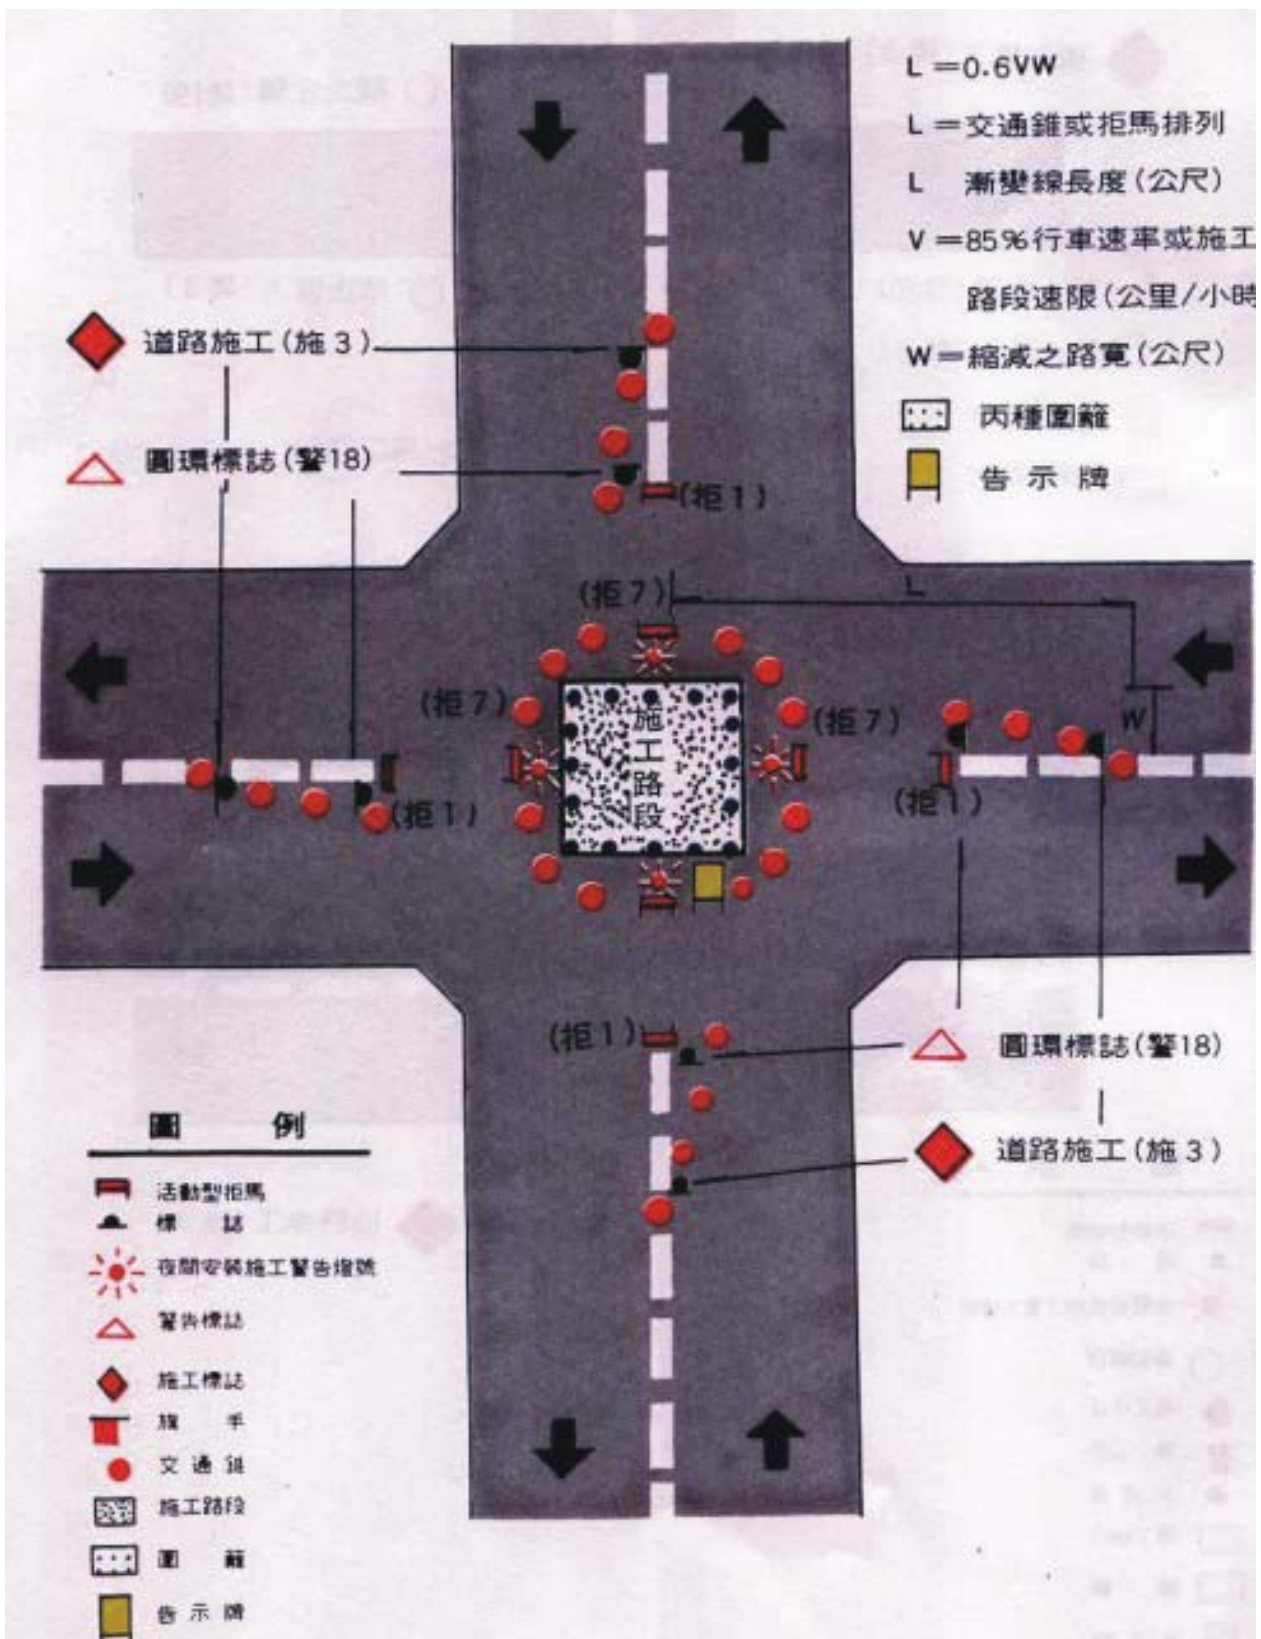 L＝0.6VW
L＝交通錐或拒馬排列
L　漸變線長度(公尺)
V＝85%行車速率或施工
路段速限(公里/小時
W＝縮減之路寬(公尺)
丙種圍籬
告示牌
道路施工(施3)
圓環標誌(警18)
(拒1)
(拒7)
L
(拒7)
(拒7)
W
施工路段
(拒1)
(拒1)
(拒1)
圓環標誌(警18)
道路施工(施3)
圖例
活動型拒馬
標誌
夜間安裝施工警告燈號
警告標誌
施工標誌
旗手
交通錐
施工路段
圍籬
告示牌